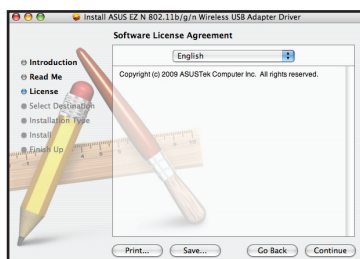 Install ASUS EZ N 802.11b/g/n Wireless USB Adapter Driver
Software License Agreement
English
Introduction
Read Me
License
Select Destination
Installation Type
Install
Finish Up
Copyright (c) 2009 ASUSTek Computer Inc. All rights reserved.
Print...
Save...
Go Back
Continue